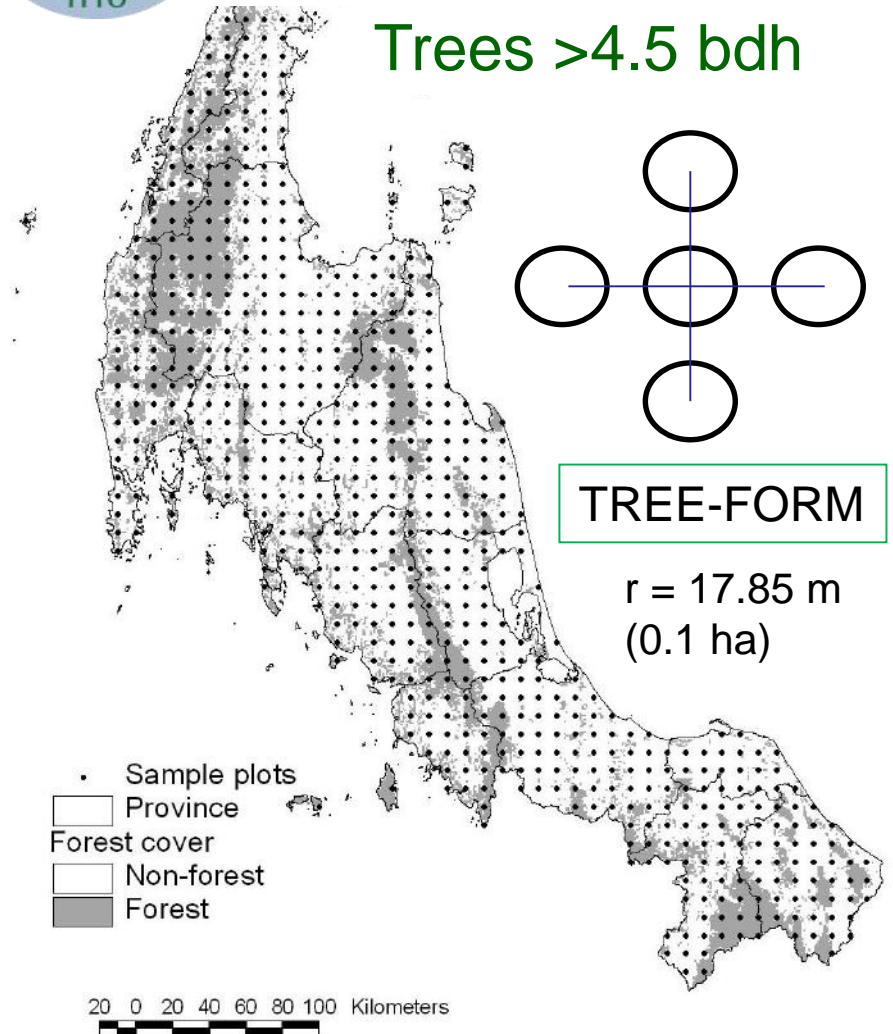 Trees >4.5 bdh
TREE-FORM
r = 17.85 m
(0.1 ha)
Sample plots
Province
Forest cover
Non-forest
Forest
20 0 20 40 60 80 100 Kilometers